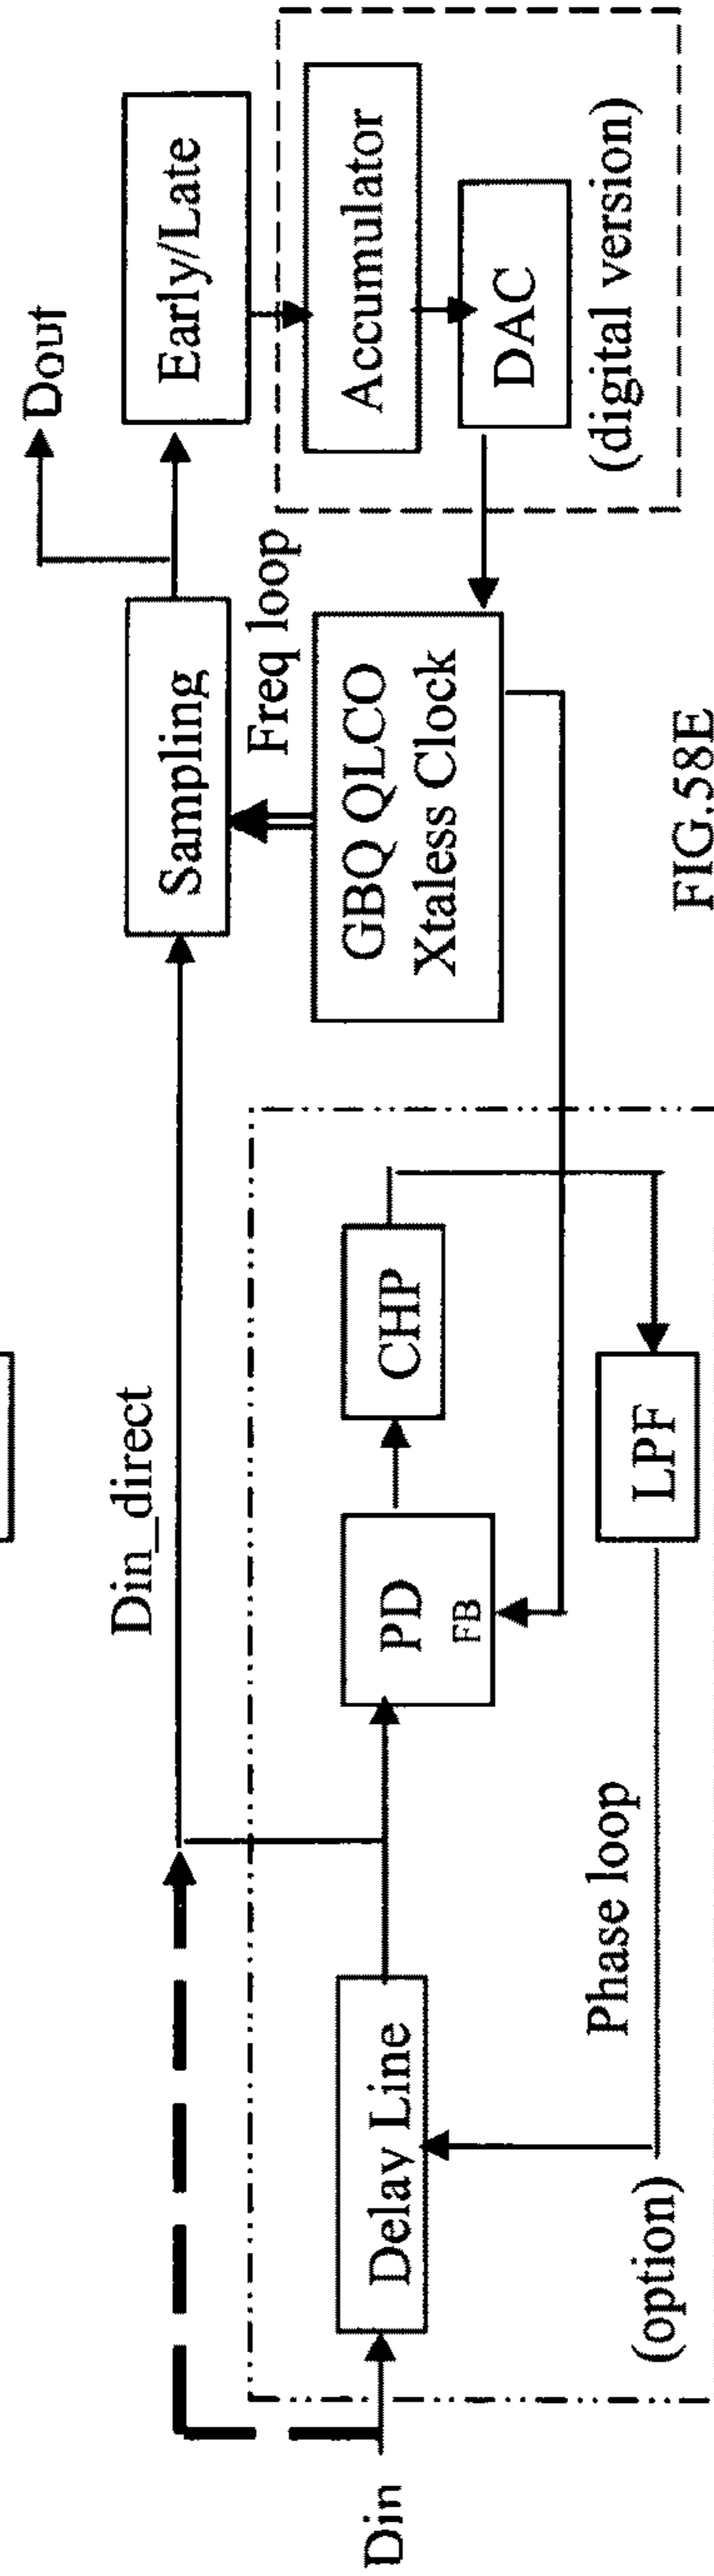 Din
Din_direct
Delay Line
PD
FB
CHP
LPF
Phase loop
(option)
Sampling
Dout
Early/Late
Freq loop
GBQ QLCO
Xtaless Clock
Accumulator
DAC
(digital version)
FIG.58E